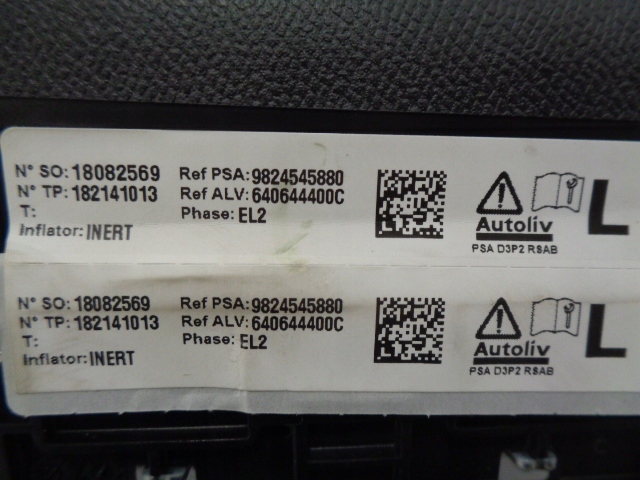 N° SO: 18082569 Ref PSA: 9824545880
N° TP: 182141013 Ref ALV: 640644400C
T: Phase: EL2
Inflator: INERT
Autoliv
PSA D3P2 RSAB
L
N° SO: 18082569 Ref PSA: 9824545880
N° TP: 182141013 Ref ALV: 640644400C
T: Phase: EL2
Inflator: INERT
Autoliv
PSA D3P2 RSAB
L